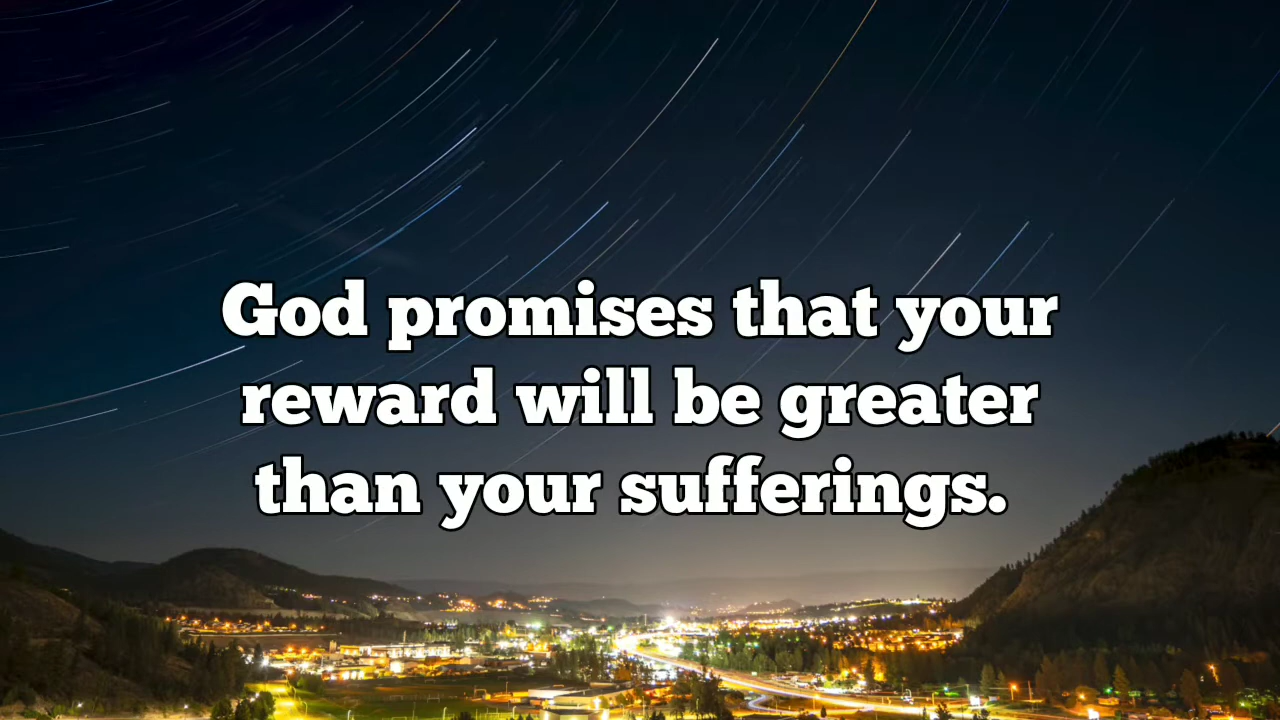 God promises that your
reward will be greater
than your sufferings.